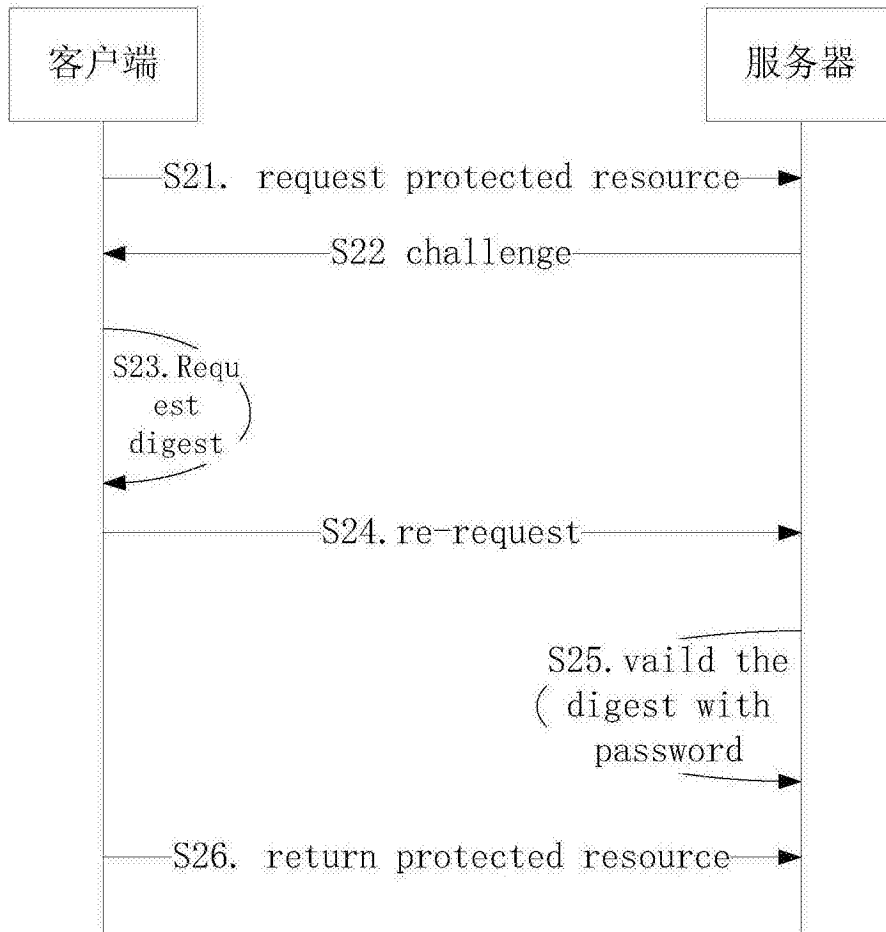 客户端
服务器
S21. request protected resource
S22 challenge
S23.Requ
est
digest
S24.re-request
S25.vaild the
digest with
password
S26. return protected resource